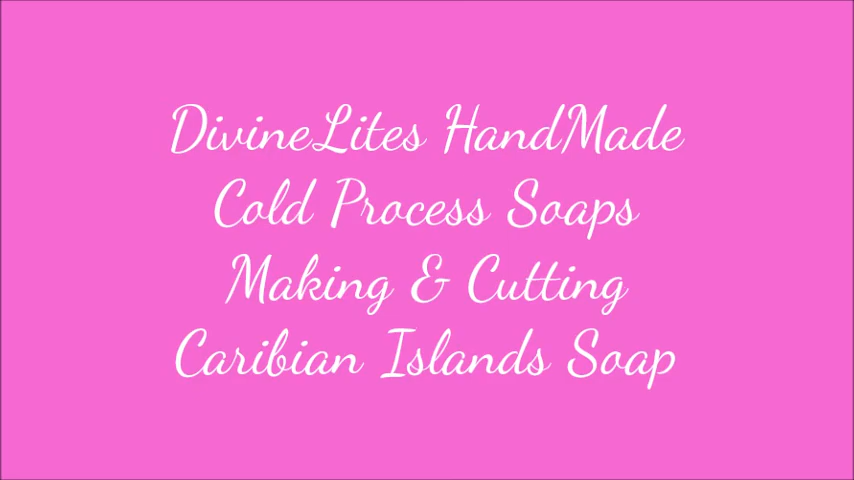 DivineLites HandMade
Cold Process Soaps
Making & Cutting
Caribian Islands Soap